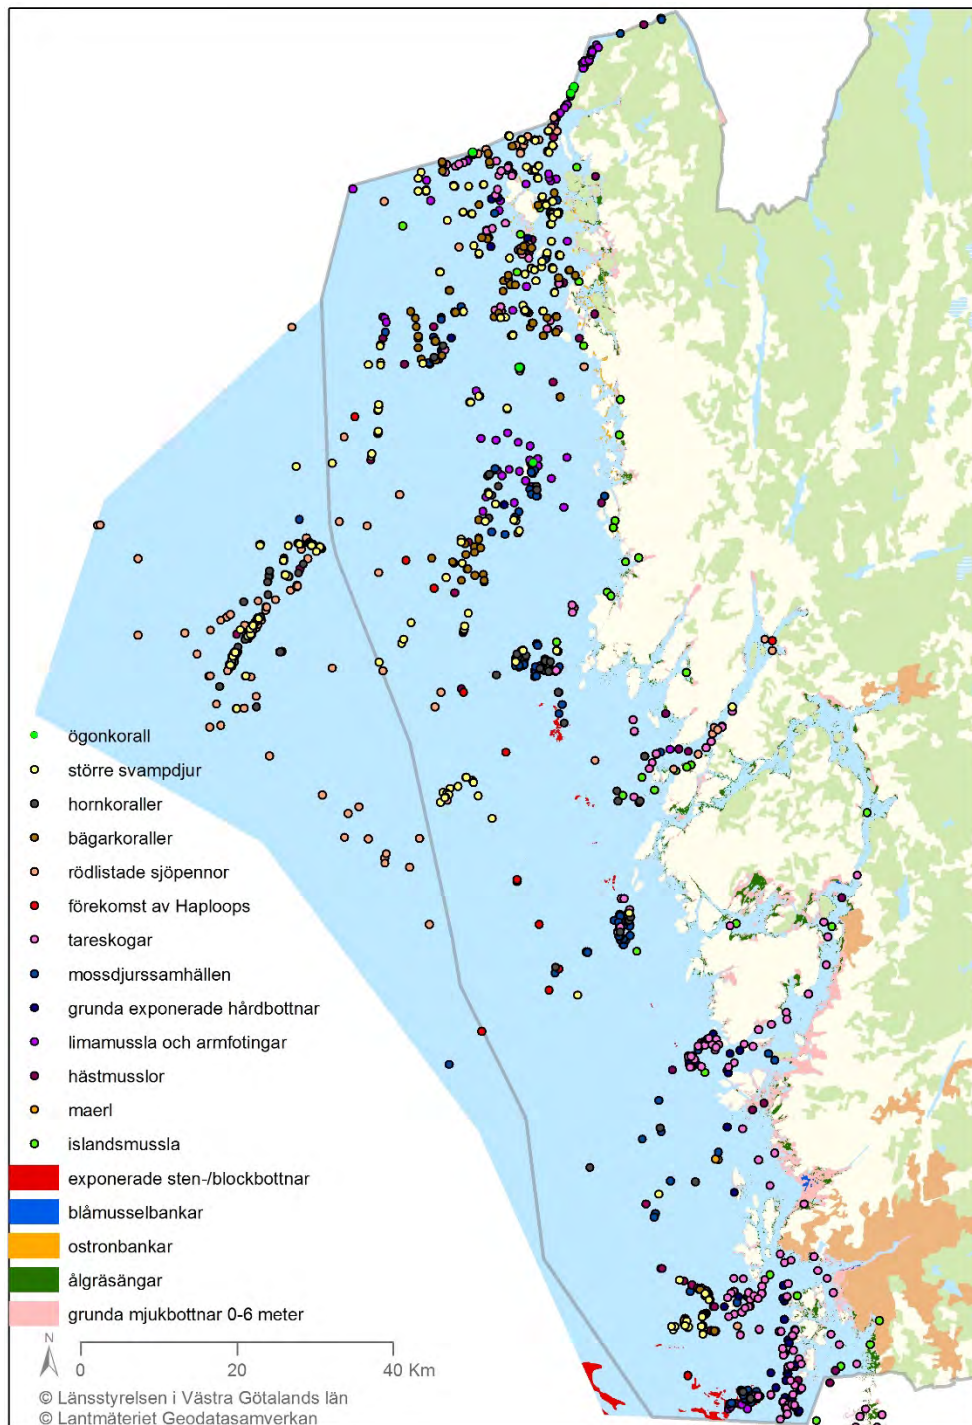 ögonkorall
större svampdjur
hornkoraller
bägarkoraller
rödlistade sjöpennor
förekomst av Haploops
tareskogar
mossdjurssamhällen
grunda exponerade hårdbottnar
limamussla och armfotingar
hästmusslor
maerl
islandsmussla
exponerade sten-/blockbottnar
blåmusselbankar
ostronbankar
ålgräsängar
grunda mjukbottnar 0-6 meter
N
0 20 40 Km
© Länsstyrelsen i Västra Götalands län
© Lantmäteriet Geodatasamverkan